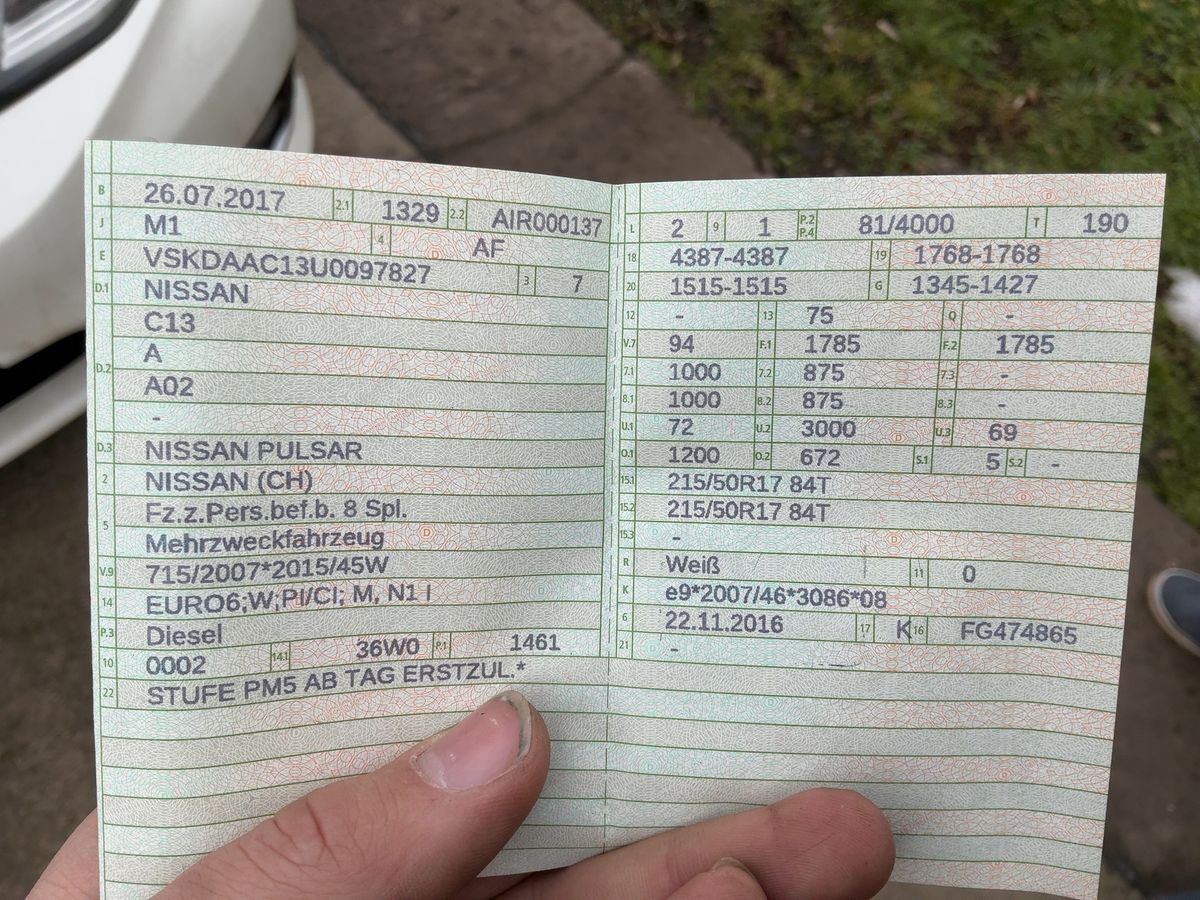 B 26.07.2017 2.1 1329 2.2 AIR000137
J M1 4 AF
E VSKDAAC13U0097827 3 7
D.1 NISSAN
C13
D.2 A
A02
-
D.3 NISSAN PULSAR
2 NISSAN (CH)
5 Fz.z.Pers.bef.b. 8 Spl.
Mehrzweckfahrzeug
V.9 715/2007*2015/45W
14 EURO6;W;PI/CI; M, N1 I
P.3 Diesel
10 0002 14.1 36W0 P.1 1461
22 STUFE PM5 AB TAG ERSTZUL.*
L 2 9 1 P.2 P.4 81/4000 T 190
18 4387-4387 19 1768-1768
20 1515-1515 G 1345-1427
12 - 13 75 Q -
V.7 94 F.1 1785 F.2 1785
7.1 1000 7.2 875 7.3 -
8.1 1000 8.2 875 8.3 -
U.1 72 U.2 3000 U.3 69
O.1 1200 O.2 672 S.1 5 S.2 -
15.1 215/50R17 84T
15.2 215/50R17 84T
15.3 -
R Weiß 11 0
K e9*2007/46*3086*08
6 22.11.2016 17 K 16 FG474865
21 -